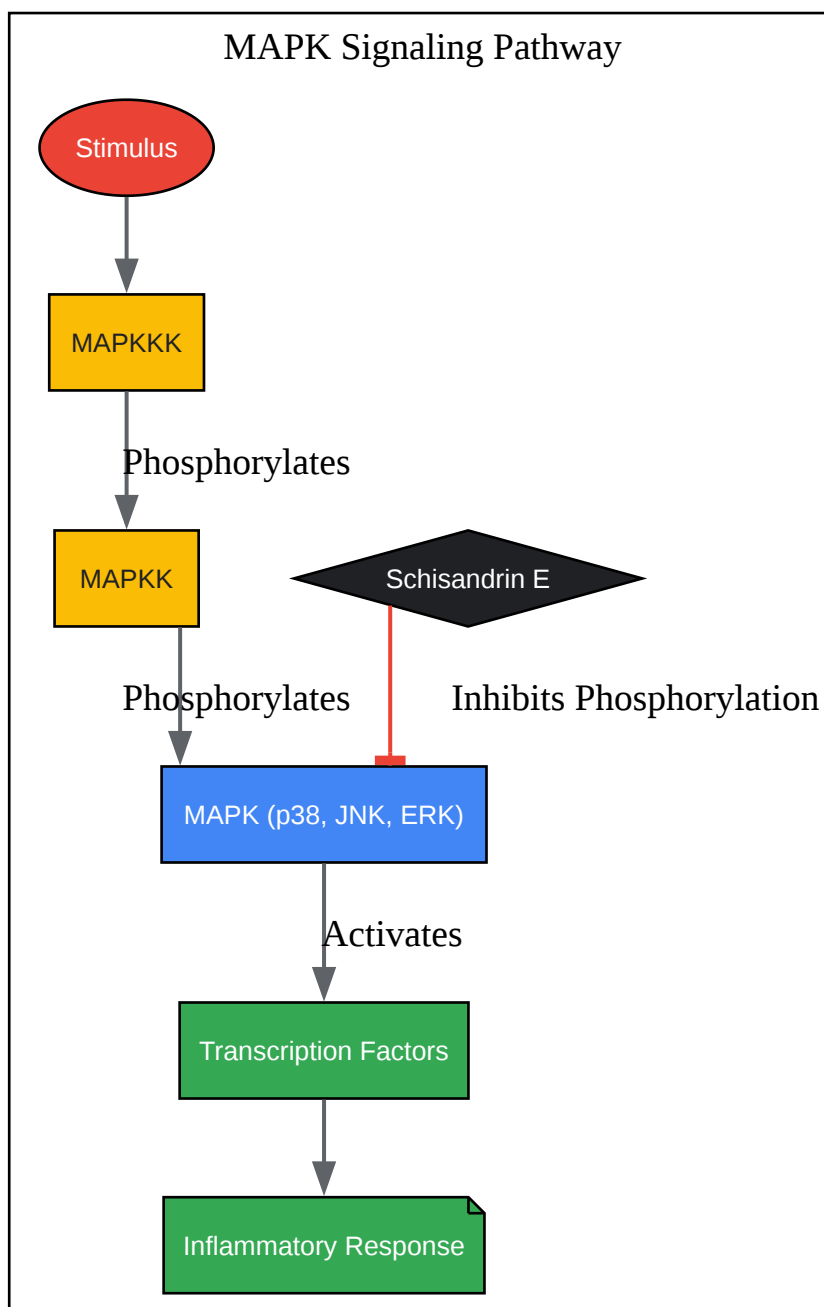 MAPK Signaling Pathway
Stimulus
MAPKKK
Phosphorylates
MAPKK
Schisandrin E
Phosphorylates
Inhibits Phosphorylation
MAPK (p38, JNK, ERK)
Activates
Transcription Factors
Inflammatory Response